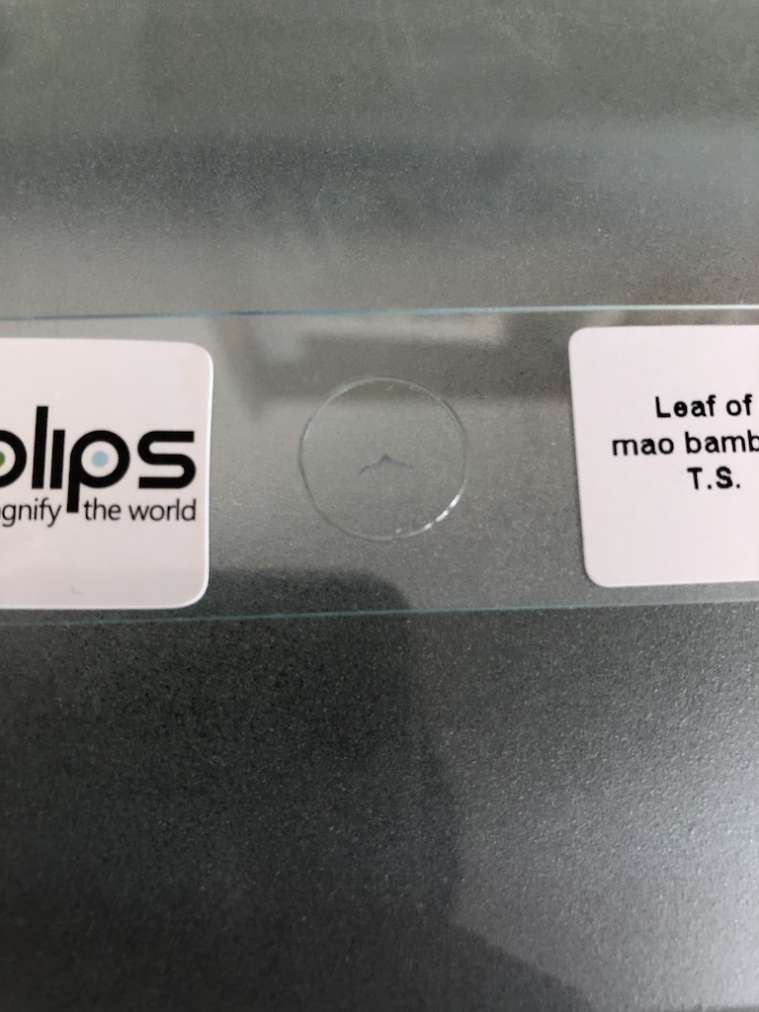 olips
gnify the world
Leaf of
mao bamb
T.S.